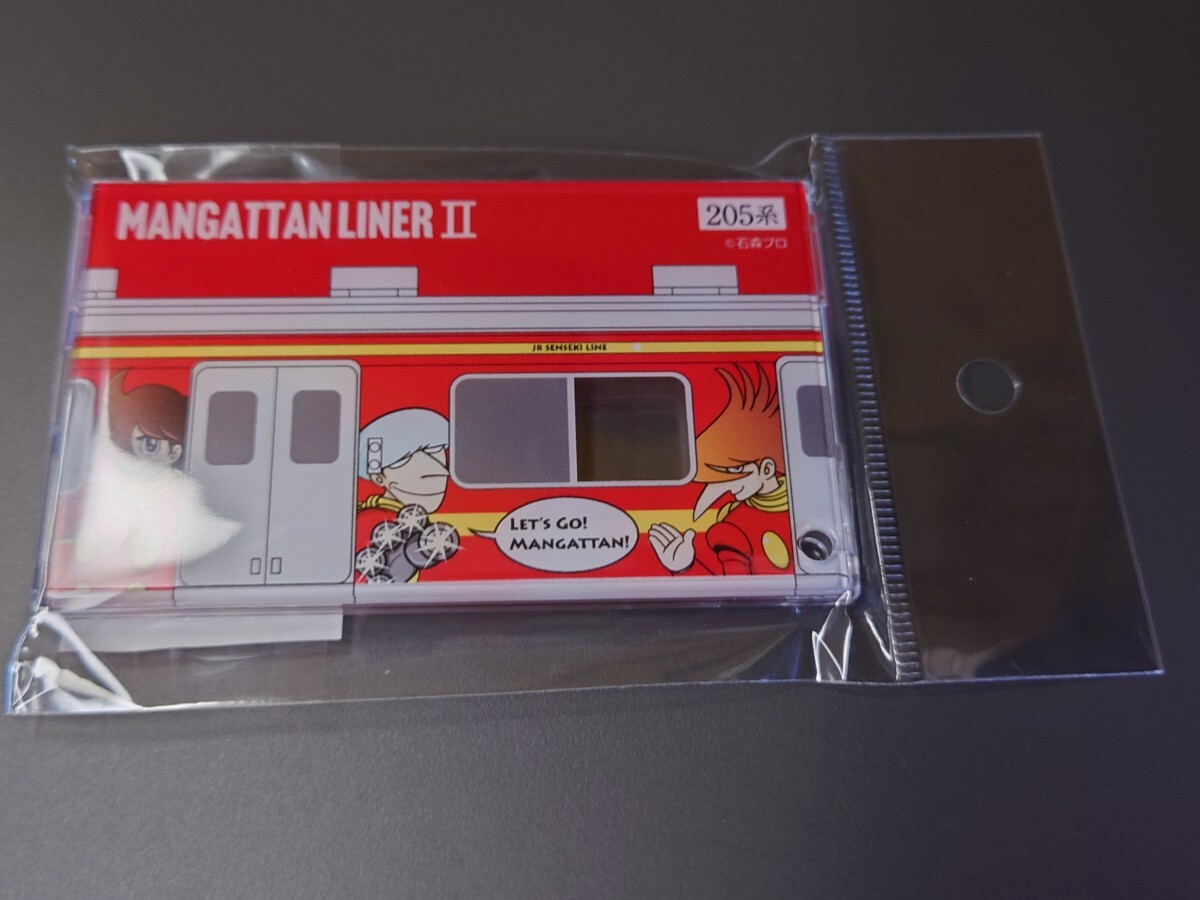 MANGATTAN LINER II
205系
©石森プロ
JR SENSEKI LINE
LET'S GO!
MANGATTAN!